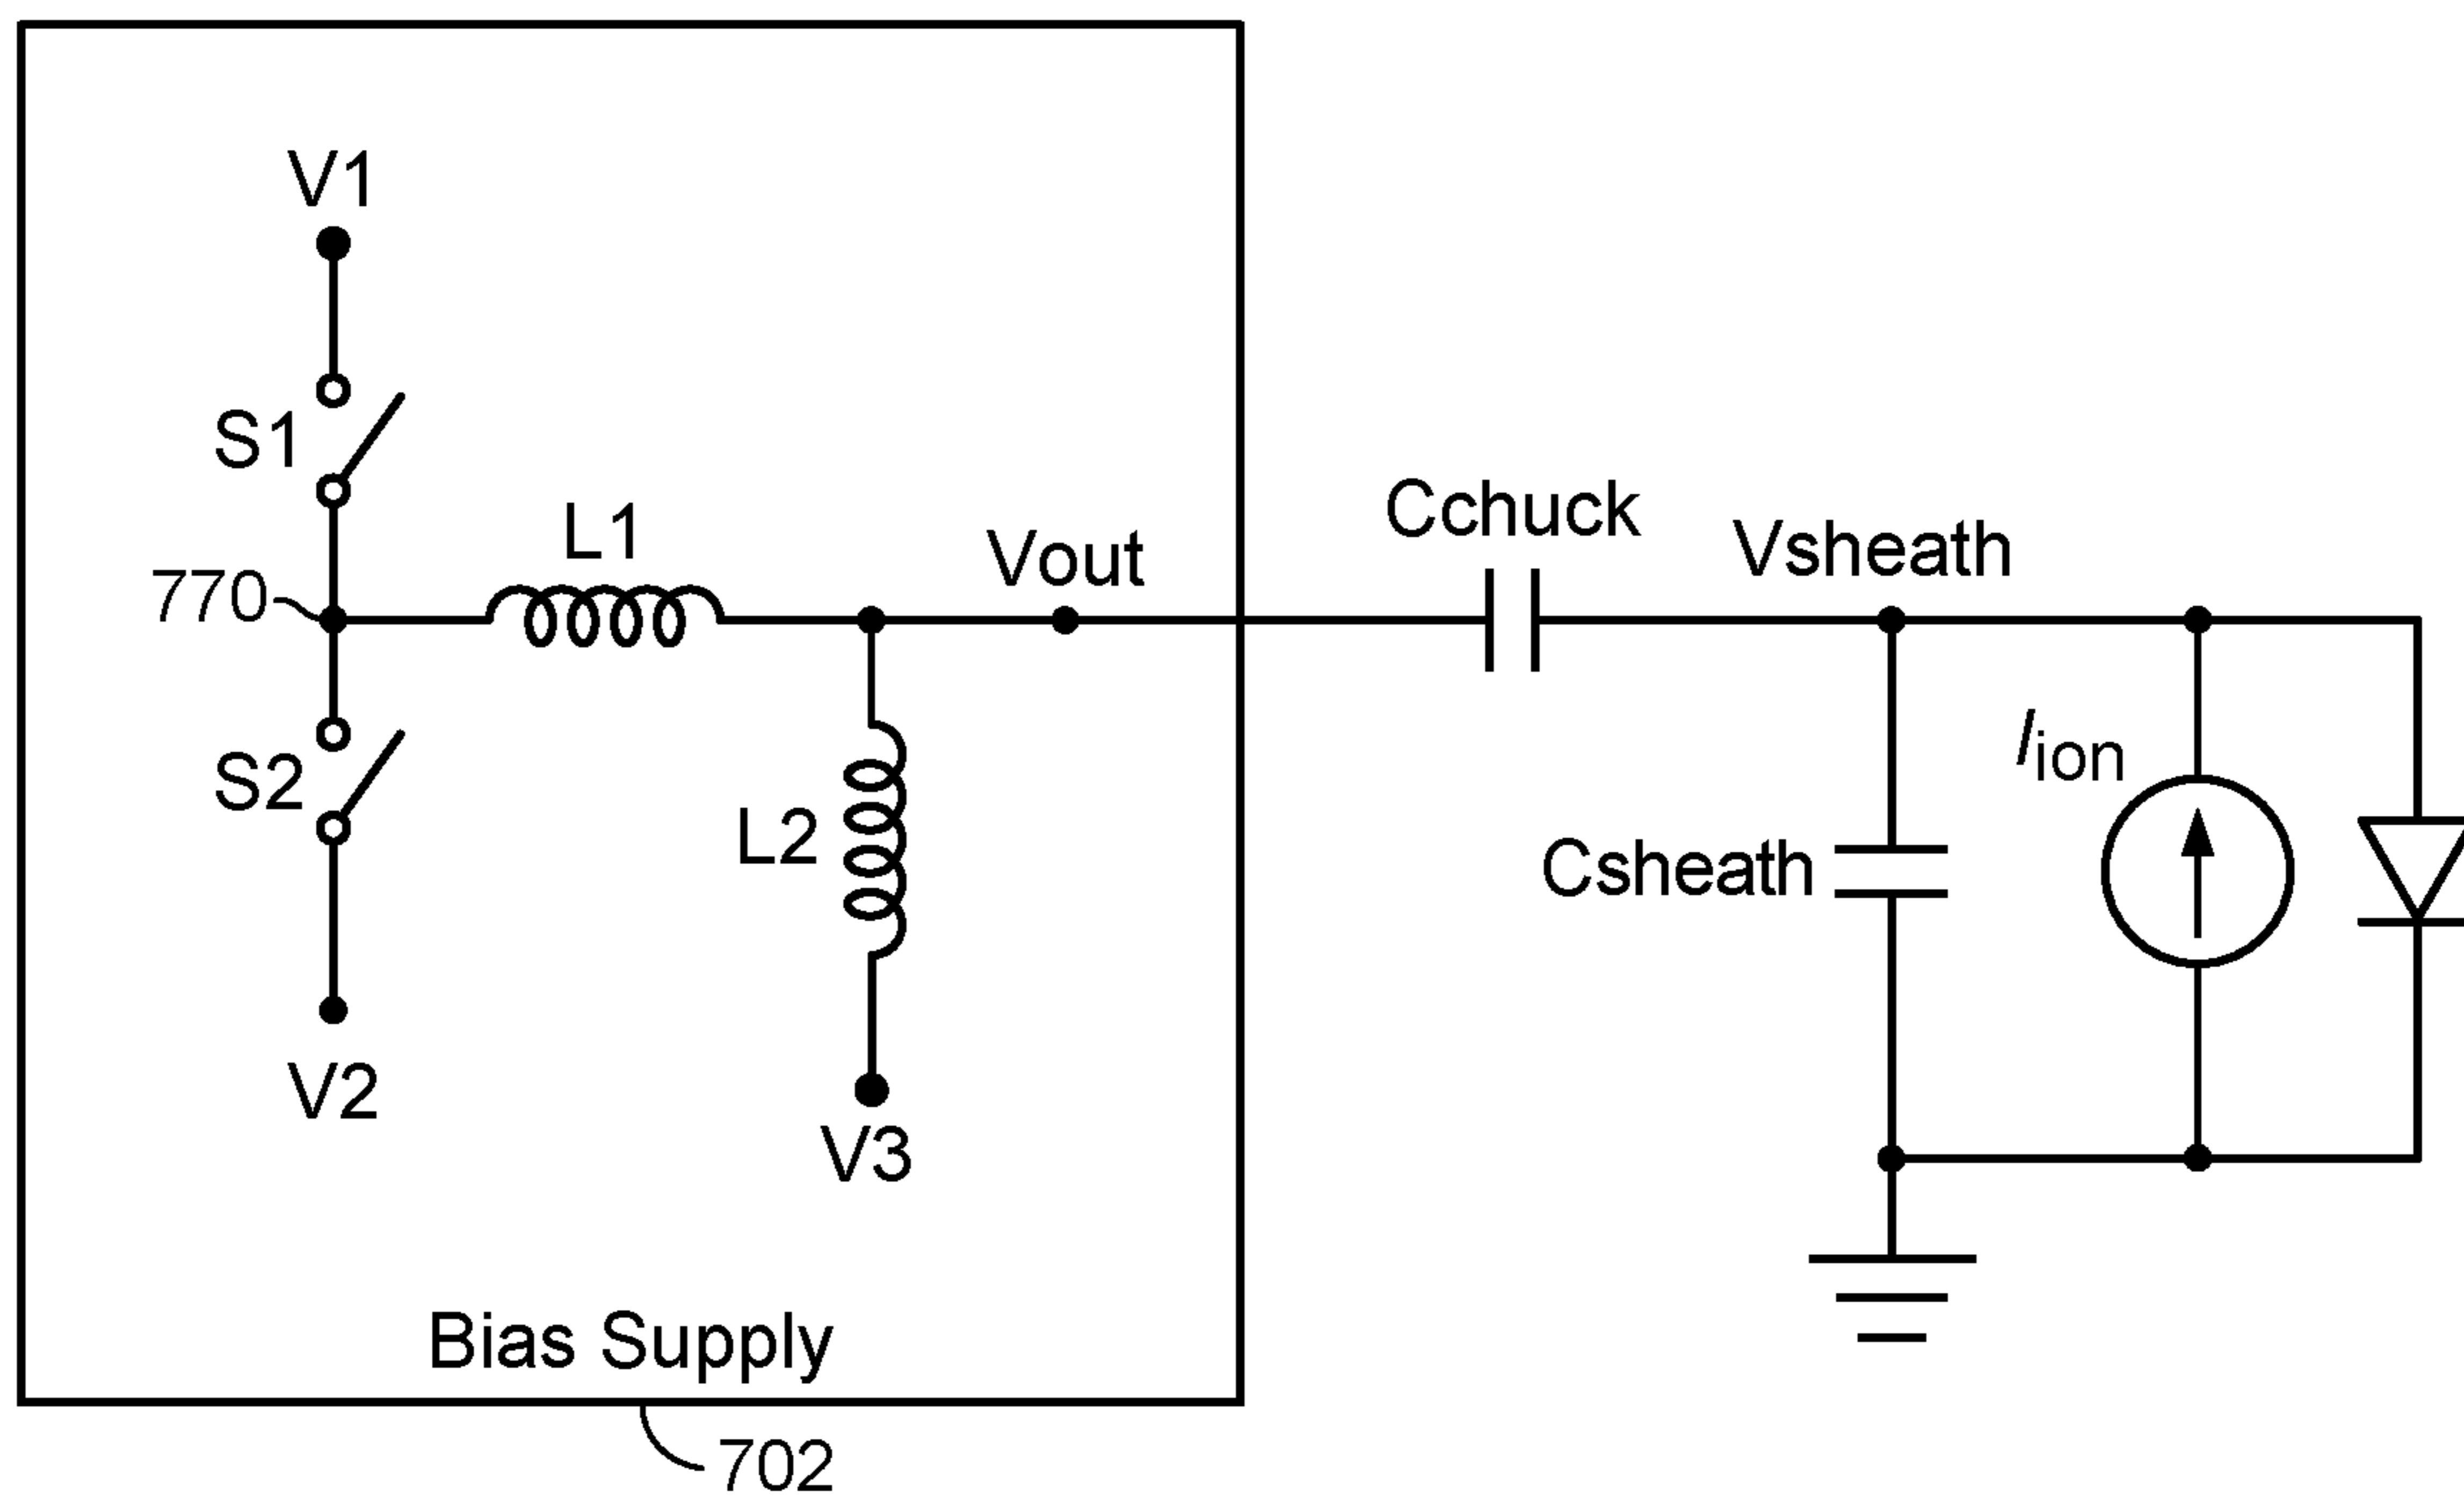 V1
S1
L1
770
Vout
Cchuck
Vsheath
S2
L2
Iion
Csheath
V2
V3
Bias Supply
702